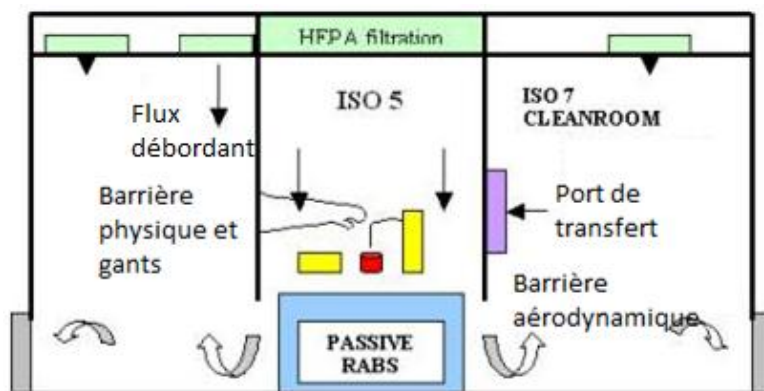 HEPA filtration
ISO 5
ISO 7
CLEANROOM
Flux
débordant
Barrière
physique et
gants
Port de
transfert
Barrière
aérodynamique
PASSIVE
RABS